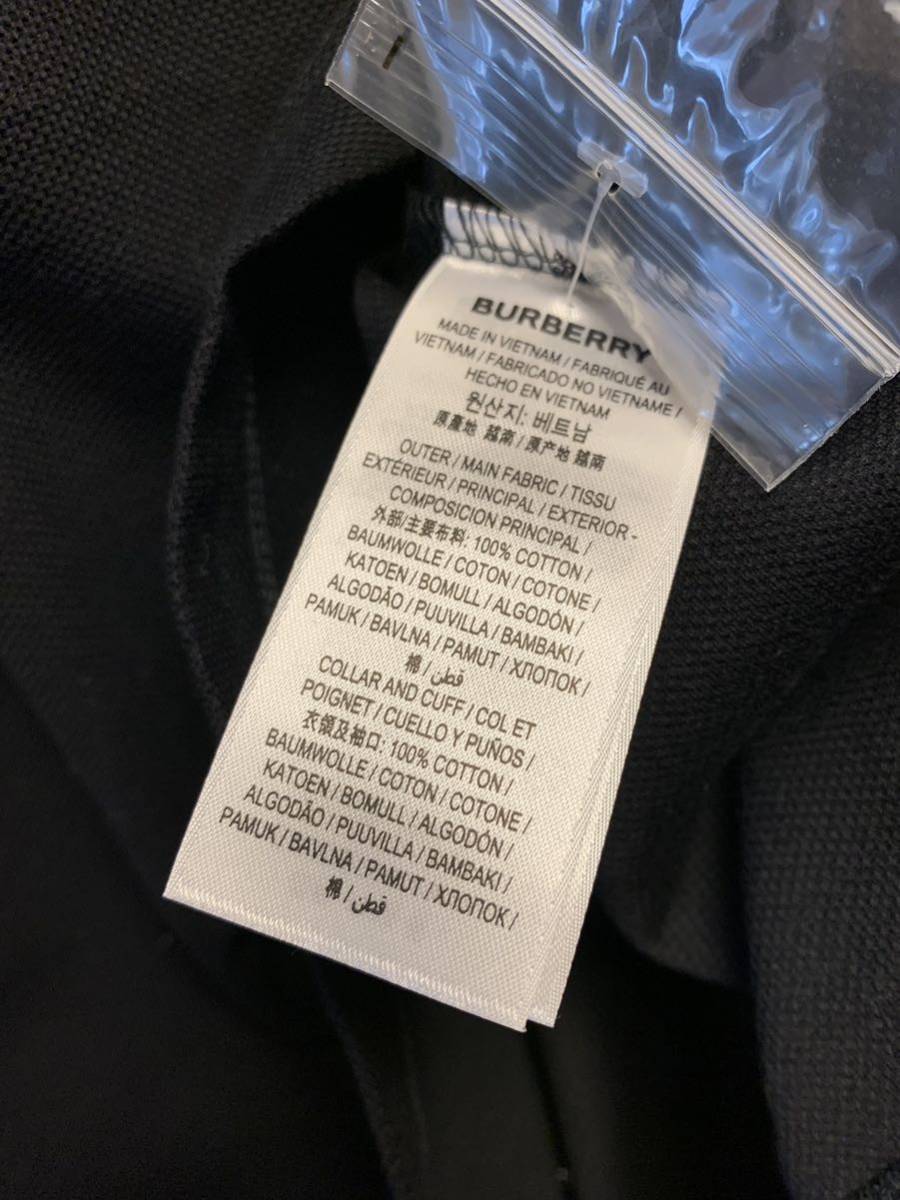 BURBERRY
MADE IN VIETNAM / FABRIQUÉ AU
VIETNAM / FABRICADO NO VIETNAME /
HECHO EN VIETNAM
원산지: 베트남
原產地 越南 / 原产地 越南
OUTER / MAIN FABRIC / TISSU
EXTÉRIEUR / PRINCIPAL / EXTERIOR -
COMPOSICION PRINCIPAL /
外部/主要布料: 100% COTTON /
BAUMWOLLE / COTON / COTONE /
KATOEN / BOMULL / ALGODÓN /
ALGODÃO / PUUVILLA / BAMBAKI /
PAMUK / BAVLNA / PAMUT / ХЛОПОК /
棉 / قطن
COLLAR AND CUFF / COL ET
POIGNET / CUELLO Y PUÑOS /
衣領及袖口: 100% COTTON /
BAUMWOLLE / COTON / COTONE /
KATOEN / BOMULL / ALGODÓN /
ALGODÃO / PUUVILLA / BAMBAKI /
PAMUK / BAVLNA / PAMUT / ХЛОПОК /
棉 / قطن